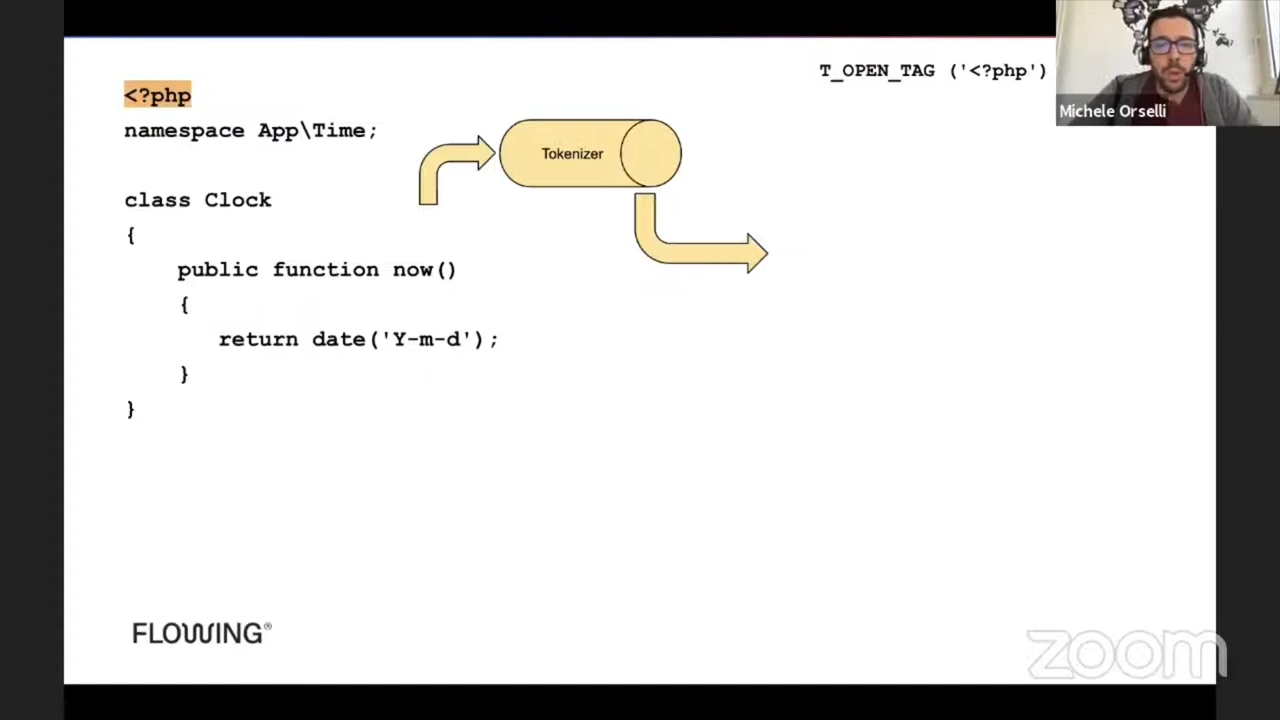 <?php
namespace App\Time;
class Clock
{
public function now()
{
return date('Y-m-d');
}
}
Tokenizer
T_OPEN_TAG ('<?php')
Michele Orselli
FLOWING®
zoom